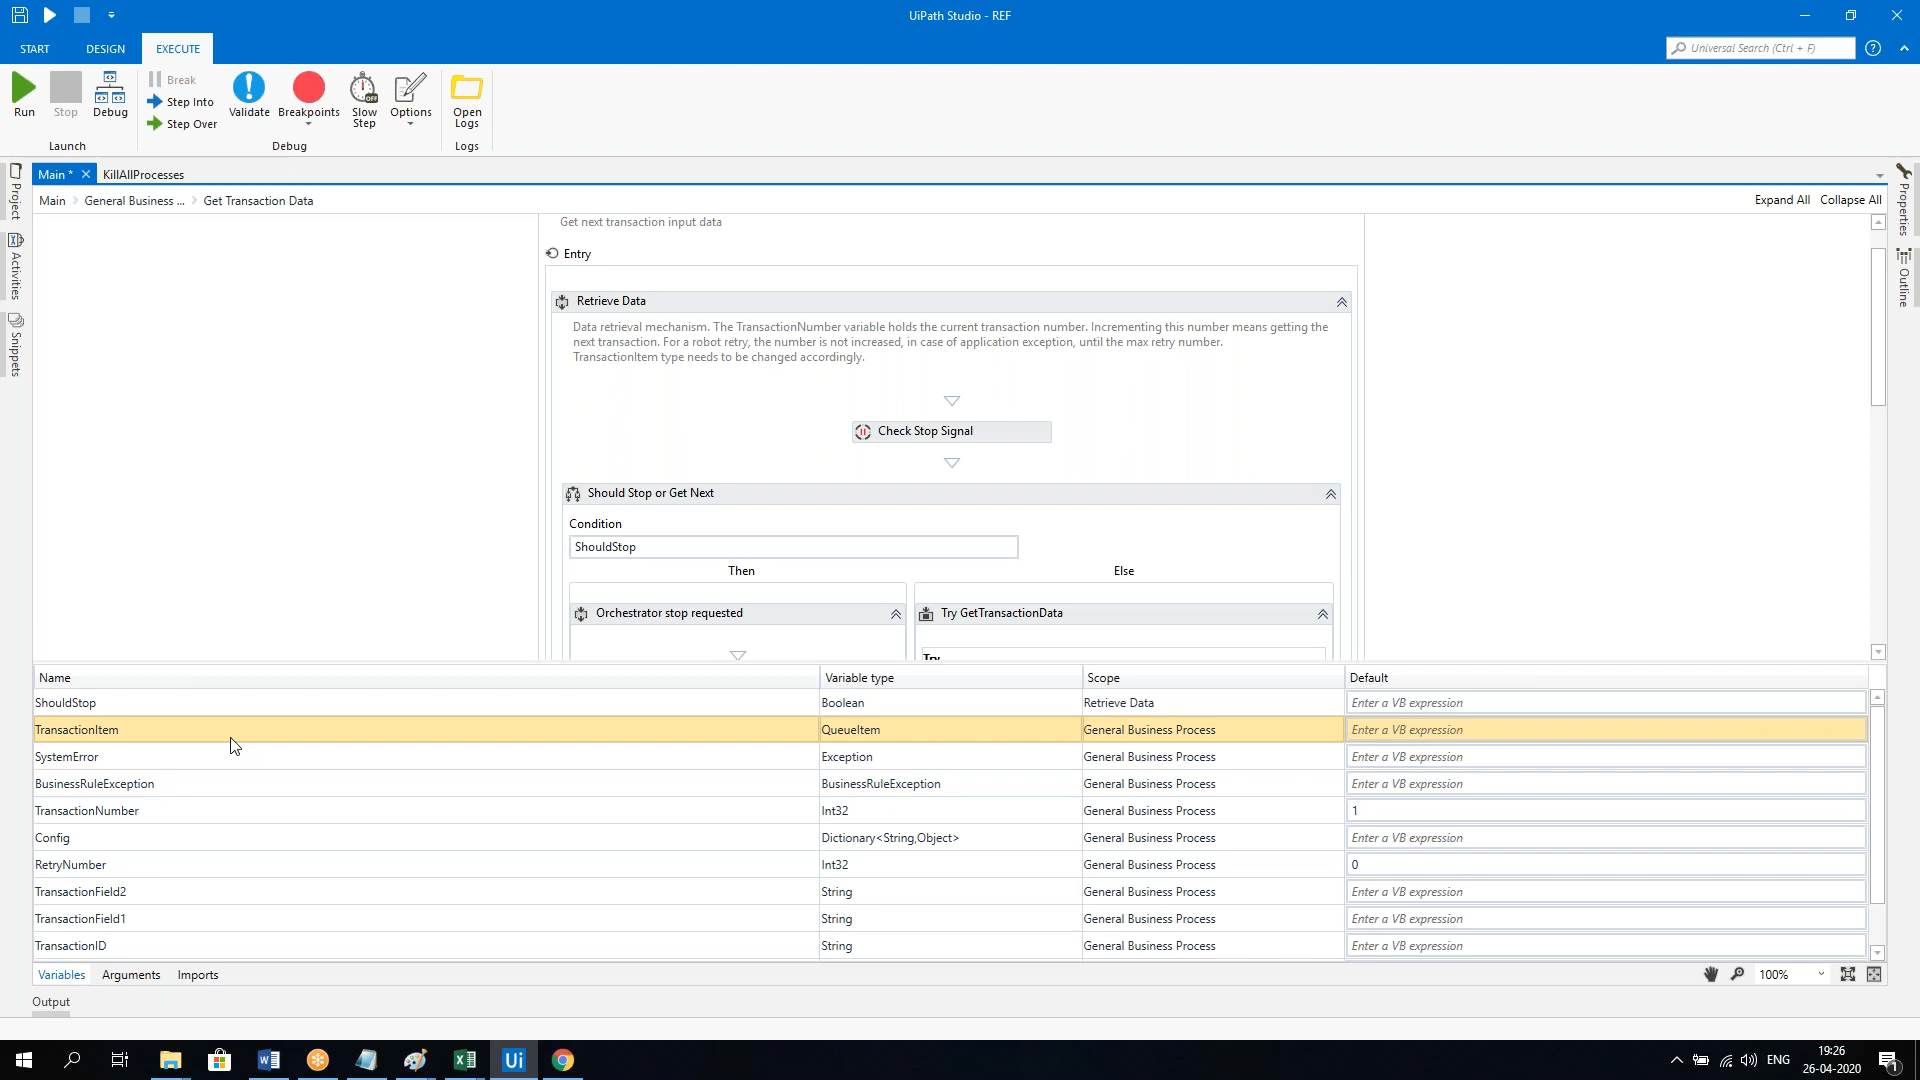 UiPath Studio - REF
START
DESIGN
EXECUTE
Universal Search (Ctrl + F)
Run
Stop
Debug
Break
Step Into
Step Over
Validate
Breakpoints
Slow
Step
Options
Open
Logs
Launch
Debug
Logs
Project
Activities
Snippets
Properties
Outline
Main *
KillAllProcesses
Main
General Business ...
Get Transaction Data
Expand All
Collapse All
Get next transaction input data
Entry
Retrieve Data
Data retrieval mechanism. The TransactionNumber variable holds the current transaction number. Incrementing this number means getting the
next transaction. For a robot retry, the number is not increased, in case of application exception, until the max retry number.
TransactionItem type needs to be changed accordingly.
Check Stop Signal
Should Stop or Get Next
Condition
ShouldStop
Then
Else
Orchestrator stop requested
Try GetTransactionData
Try
Name Variable type Scope Default
ShouldStop Boolean Retrieve Data Enter a VB expression
TransactionItem QueueItem General Business Process Enter a VB expression
SystemError Exception General Business Process Enter a VB expression
BusinessRuleException BusinessRuleException General Business Process Enter a VB expression
TransactionNumber Int32 General Business Process 1
Config Dictionary<String,Object> General Business Process Enter a VB expression
RetryNumber Int32 General Business Process 0
TransactionField2 String General Business Process Enter a VB expression
TransactionField1 String General Business Process Enter a VB expression
TransactionID String General Business Process Enter a VB expression
Variables
Arguments
Imports
100%
Output
Ui
ENG
19:26
26-04-2020
1